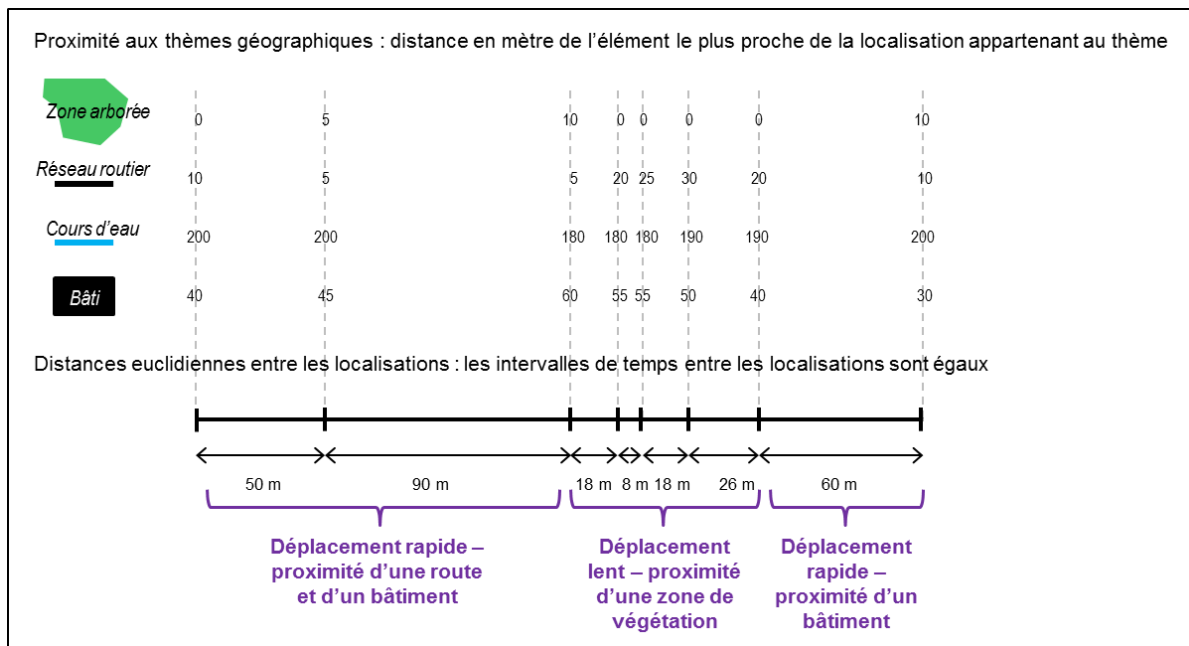 Proximité aux thèmes géographiques : distance en mètre de l’élément le plus proche de la localisation appartenant au thème
Zone arborée 0 5 10 0 0 0 0 10
Réseau routier 10 5 5 20 25 30 20 10
Cours d’eau 200 200 180 180 180 190 190 200
Bâti 40 45 60 55 55 50 40 30
Distances euclidiennes entre les localisations : les intervalles de temps entre les localisations sont égaux
50 m 90 m 18 m 8 m 18 m 26 m 60 m
Déplacement rapide –
proximité d’une route
et d’un bâtiment
Déplacement
lent – proximité
d’une zone de
végétation
Déplacement
rapide –
proximité d’un
bâtiment